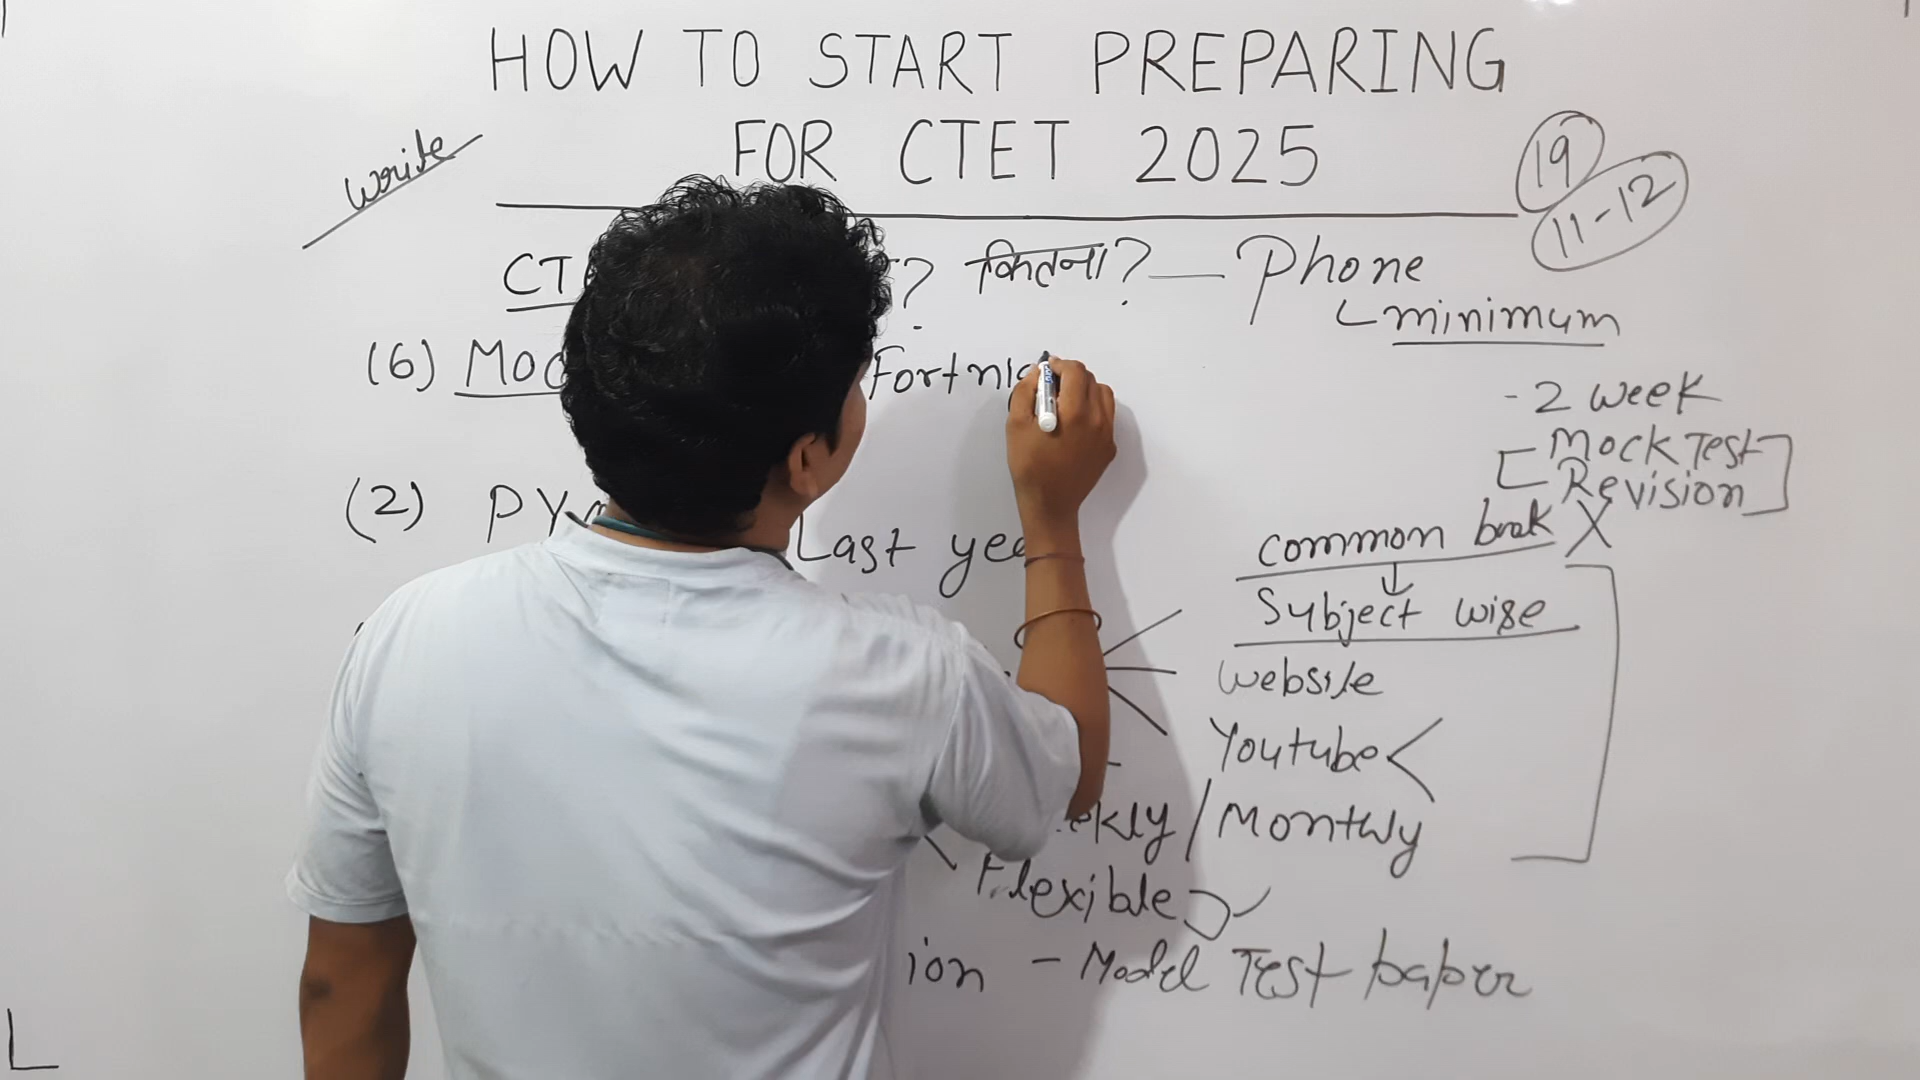 HOW TO START PREPARING
FOR CTET 2025
write
19
11-12
CT ? कितना? — Phone
minimum
(6) Moc Fortnig
- 2 week
Mock Test
Revision
(2) PY Last yea
common book X
↓
Subject wise
website
Youtube <
ekly / Monthly
Flexible
ion - Model Test paper